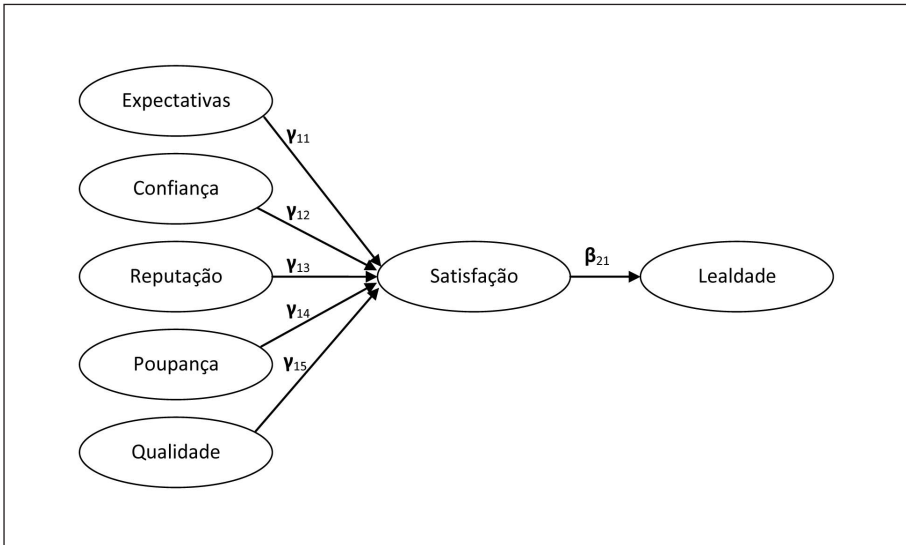 Expectativas
γ11
Confiança
γ12
Reputação
γ13
Satisfação
β21
Lealdade
γ14
Poupança
γ15
Qualidade